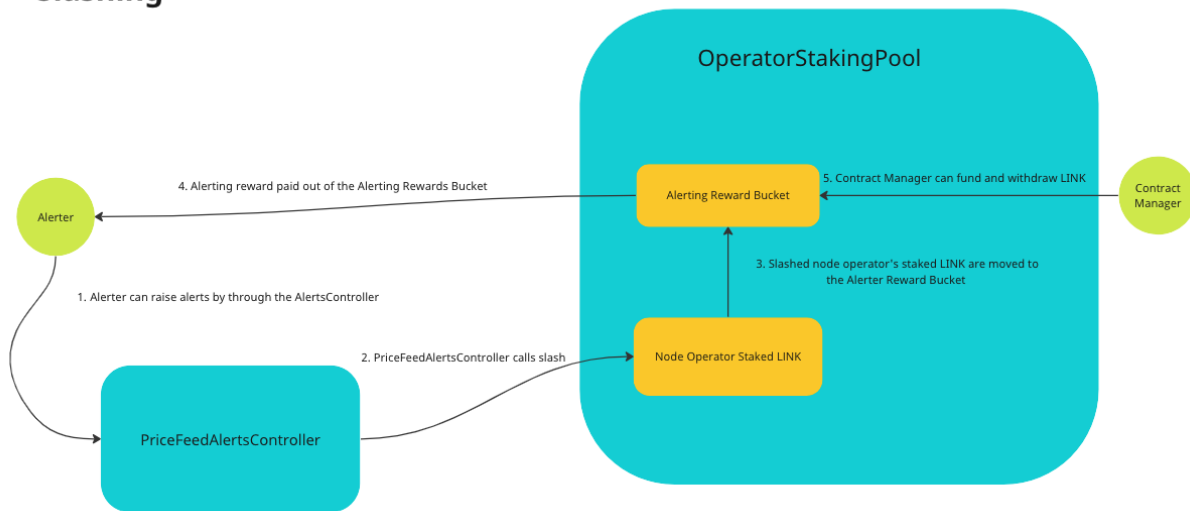 Slashing
OperatorStakingPool
4. Alerting reward paid out of the Alerting Rewards Bucket
Alerting Reward Bucket
5. Contract Manager can fund and withdraw LINK
Contract
Manager
Alerter
3. Slashed node operator's staked LINK are moved to
the Alerter Reward Bucket
1. Alerter can raise alerts by through the AlertsController
2. PriceFeedAlertsController calls slash
Node Operator Staked LINK
PriceFeedAlertsController